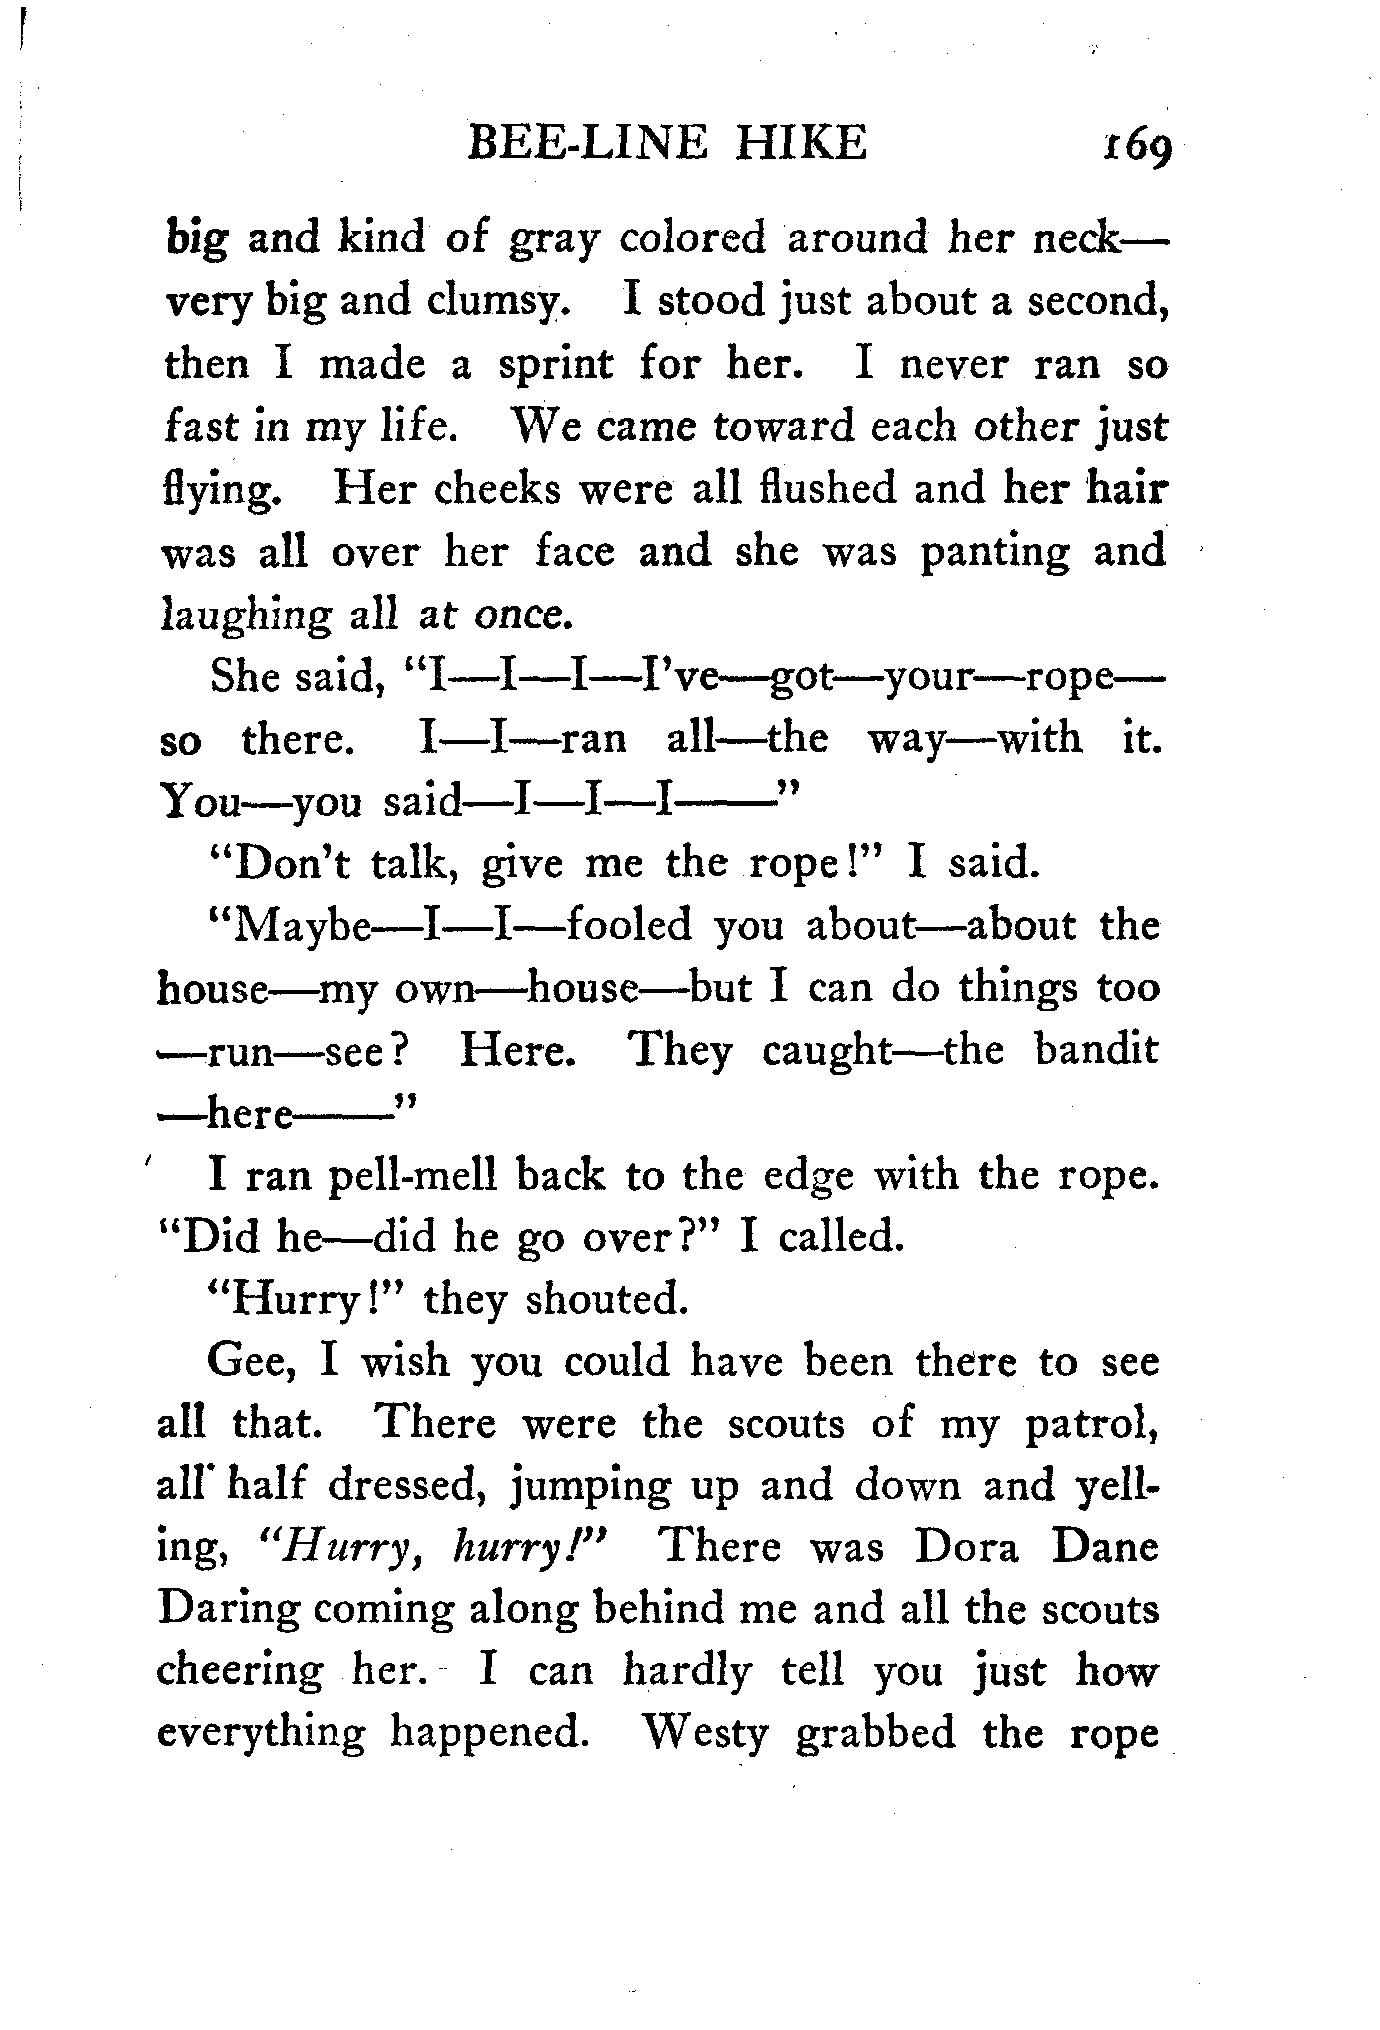 BEE-LINE HIKE 169
big and kind of gray colored around her neck—
very big and clumsy. I stood just about a second,
then I made a sprint for her. I never ran so
fast in my life. We came toward each other just
flying. Her cheeks were all flushed and her hair
was all over her face and she was panting and
laughing all at once.
She said, "I—I—I—I've—got—your—rope—
so there. I—I—ran all—the way—with it.
You—you said—I—I—I——"
"Don't talk, give me the rope!" I said.
"Maybe—I—I—fooled you about—about the
house—my own—house—but I can do things too
—run—see? Here. They caught—the bandit
—here——"
I ran pell-mell back to the edge with the rope.
"Did he—did he go over?" I called.
"Hurry!" they shouted.
Gee, I wish you could have been there to see
all that. There were the scouts of my patrol,
all half dressed, jumping up and down and yell-
ing, "Hurry, hurry!" There was Dora Dane
Daring coming along behind me and all the scouts
cheering her. I can hardly tell you just how
everything happened. Westy grabbed the rope